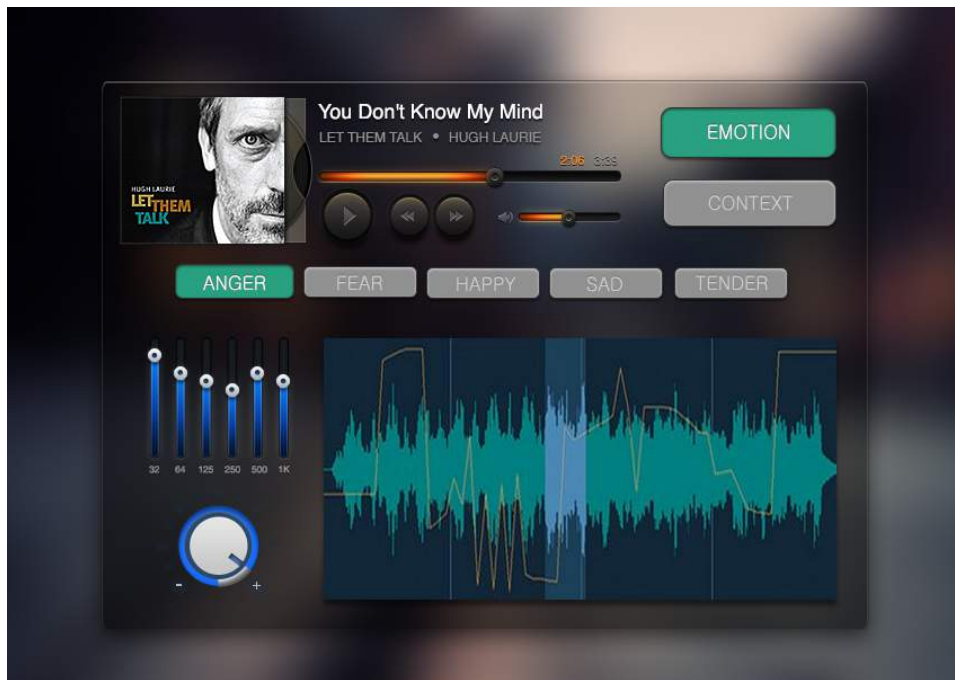 HUGH LAURIE
LET THEM
TALK
You Don't Know My Mind
LET THEM TALK • HUGH LAURIE
2:06 3:39
EMOTION
CONTEXT
ANGER FEAR HAPPY SAD TENDER
32 64 125 250 500 1K
- +